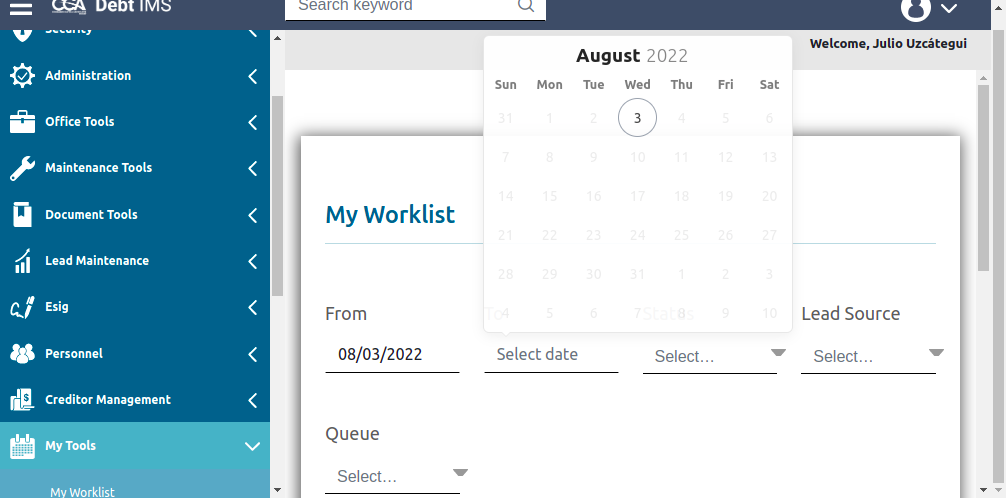 CCA Debt IMS
Search keyword
Security
Administration
Office Tools
Maintenance Tools
Document Tools
Lead Maintenance
Esig
Personnel
Creditor Management
My Tools
My Worklist
Welcome, Julio Uzcátegui
August 2022
Sun Mon Tue Wed Thu Fri Sat
31 1 2 3 4 5 6
7 8 9 10 11 12 13
14 15 16 17 18 19 20
21 22 23 24 25 26 27
28 29 30 31 1 2 3
4 5 6 7 8 9 10
My Worklist
From To Status Lead Source
08/03/2022 Select date Select... Select...
Queue
Select...